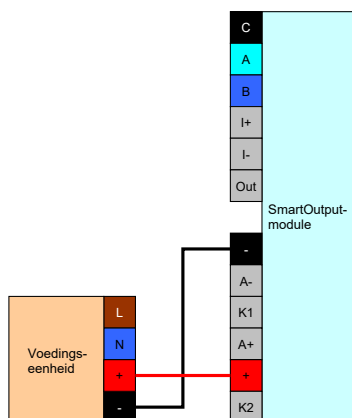 C
A
B
I+
I-
Out
SmartOutput-
module
-
A-
K1
A+
+
K2
Voedings-
eenheid
L
N
+
-